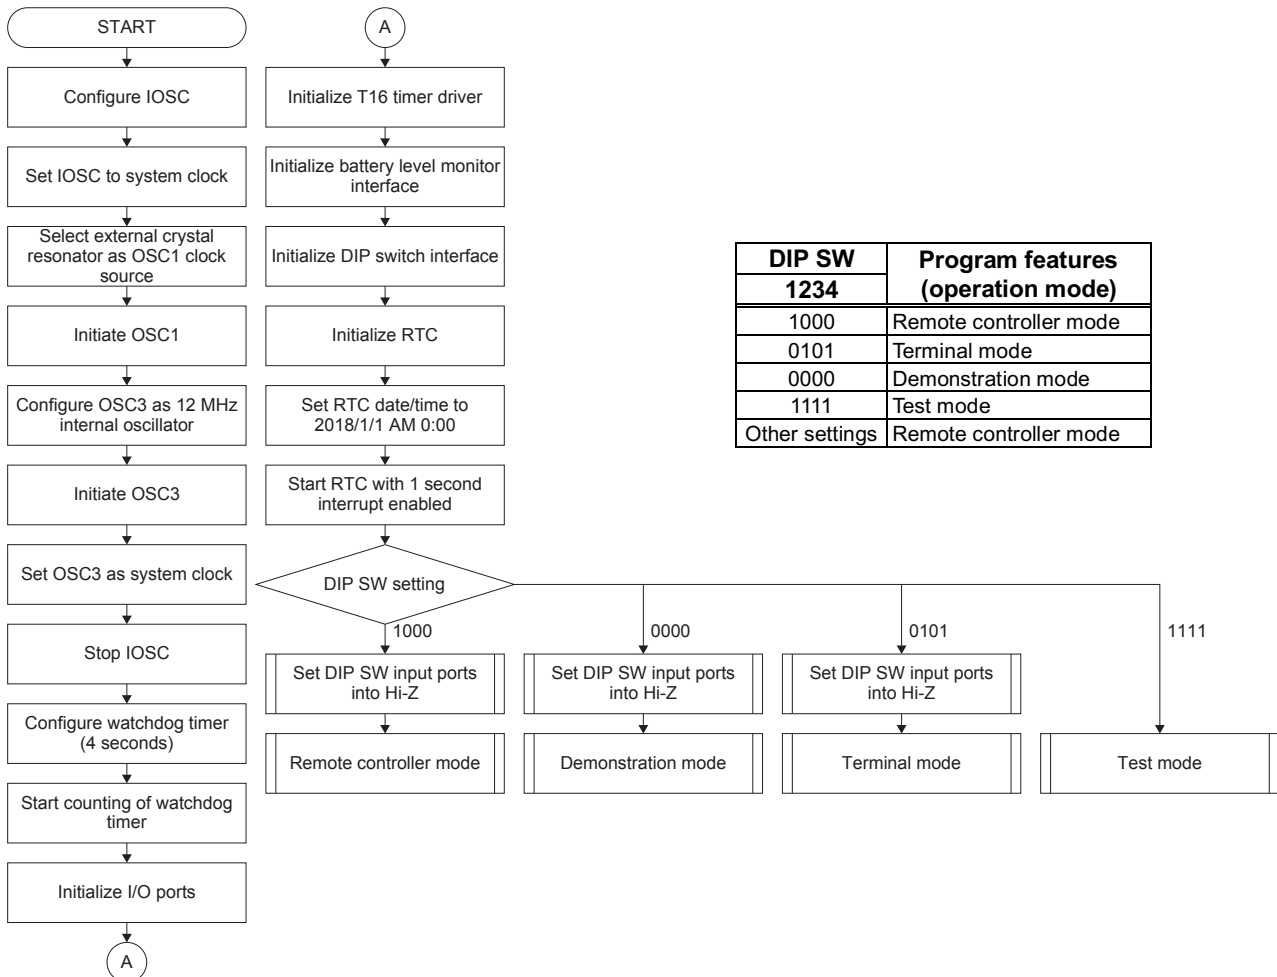 START
Configure IOSC
Set IOSC to system clock
Select external crystal
resonator as OSC1 clock
source
Initiate OSC1
Configure OSC3 as 12 MHz
internal oscillator
Initiate OSC3
Set OSC3 as system clock
Stop IOSC
Configure watchdog timer
(4 seconds)
Start counting of watchdog
timer
Initialize I/O ports
A
A
Initialize T16 timer driver
Initialize battery level monitor
interface
Initialize DIP switch interface
Initialize RTC
Set RTC date/time to
2018/1/1 AM 0:00
Start RTC with 1 second
interrupt enabled
DIP SW setting
1000
0000
0101
1111
Set DIP SW input ports
into Hi-Z
Set DIP SW input ports
into Hi-Z
Set DIP SW input ports
into Hi-Z
Remote controller mode
Demonstration mode
Terminal mode
Test mode
DIP SW
1234
Program features
(operation mode)
1000 Remote controller mode
0101 Terminal mode
0000 Demonstration mode
1111 Test mode
Other settings Remote controller mode